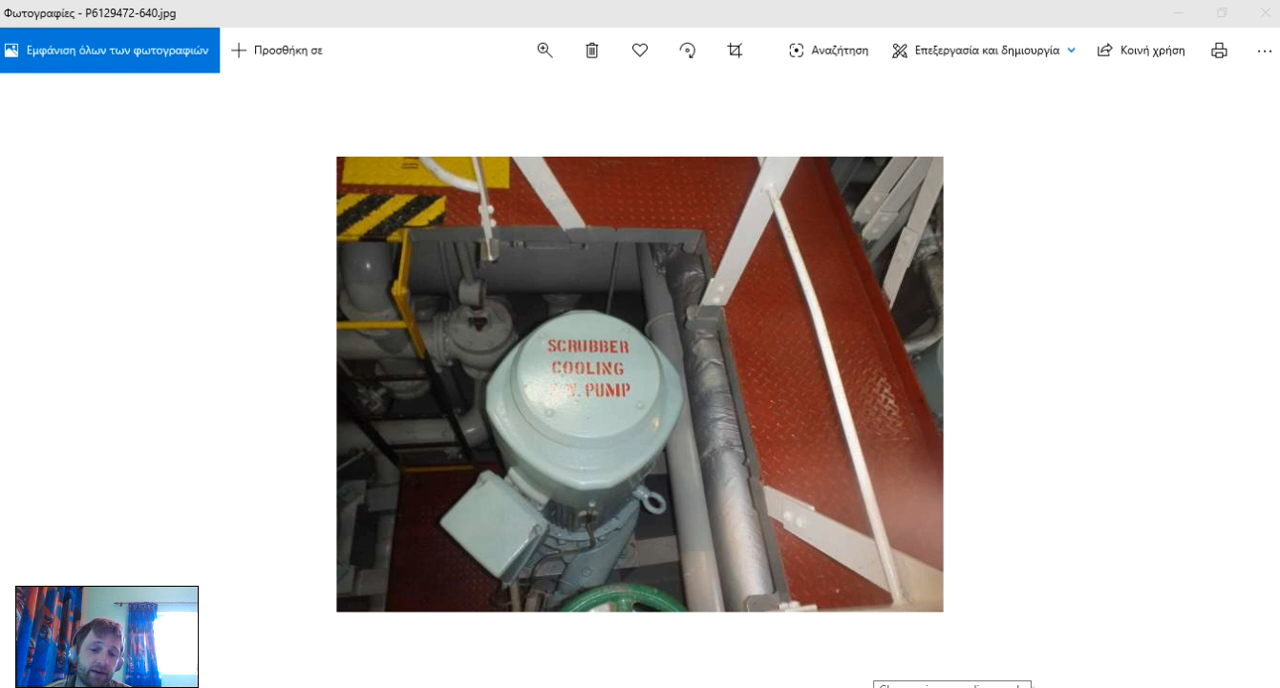 Φωτογραφίες - P6129472-640.jpg
Εμφάνιση όλων των φωτογραφιών
Προσθήκη σε
Αναζήτηση
Επεξεργασία και δημιουργία
Κοινή χρήση
SCRUBBER
COOLING
PUMP